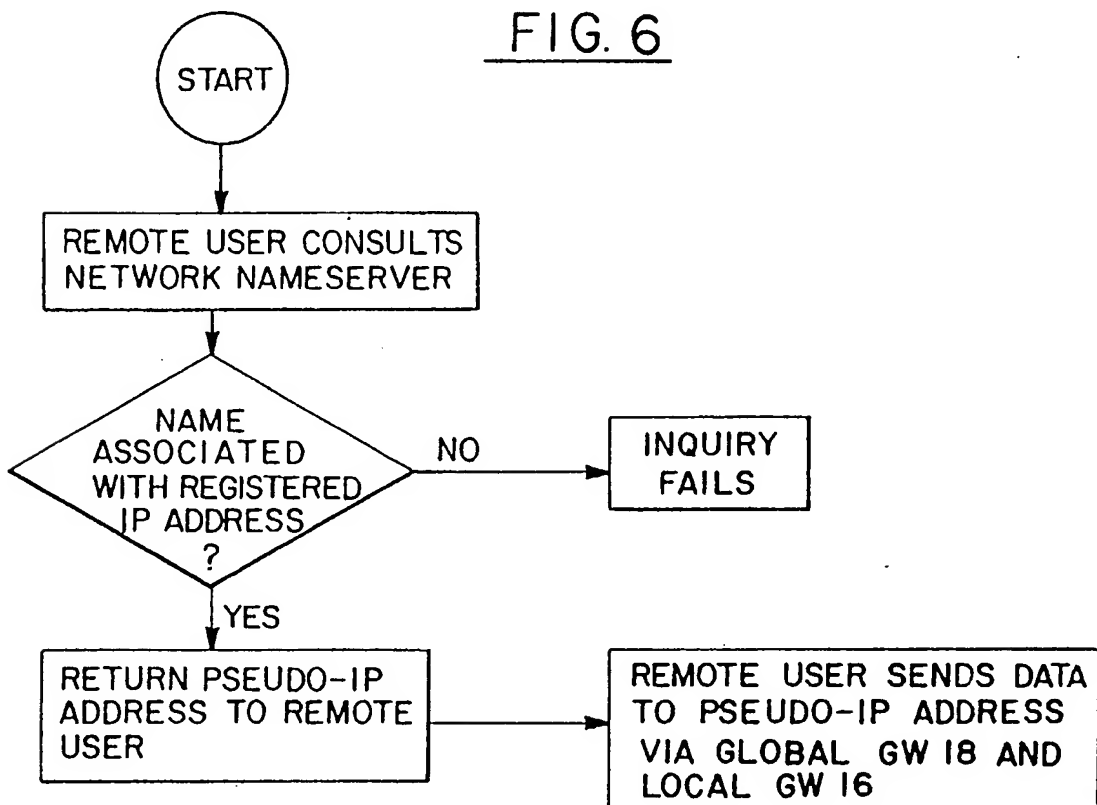 FIG. 6
START
REMOTE USER CONSULTS
NETWORK NAMESERVER
NAME
ASSOCIATED
WITH REGISTERED
IP ADDRESS
?
NO
INQUIRY
FAILS
YES
RETURN PSEUDO-IP
ADDRESS TO REMOTE
USER
REMOTE USER SENDS DATA
TO PSEUDO-IP ADDRESS
VIA GLOBAL GW 18 AND
LOCAL GW 16